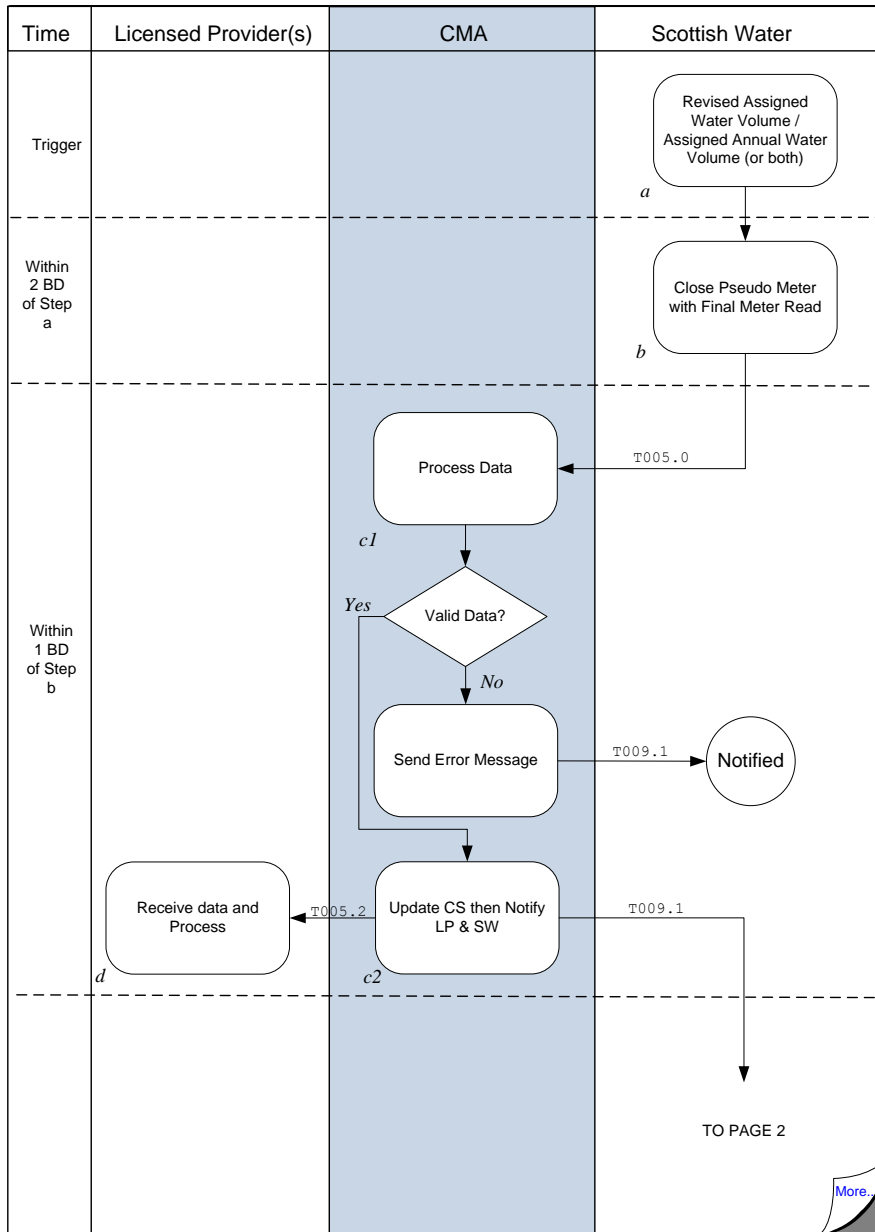 Time
Licensed Provider(s)
CMA
Scottish Water
Trigger
Revised Assigned
Water Volume /
Assigned Annual Water
Volume (or both)
a
Within
2 BD
of Step
a
Close Pseudo Meter
with Final Meter Read
b
Within
1 BD
of Step
b
T005.0
Process Data
c1
Valid Data?
Yes
No
Send Error Message
T009.1
Notified
Receive data and
Process
d
T005.2
Update CS then Notify
LP & SW
c2
T009.1
TO PAGE 2
More..